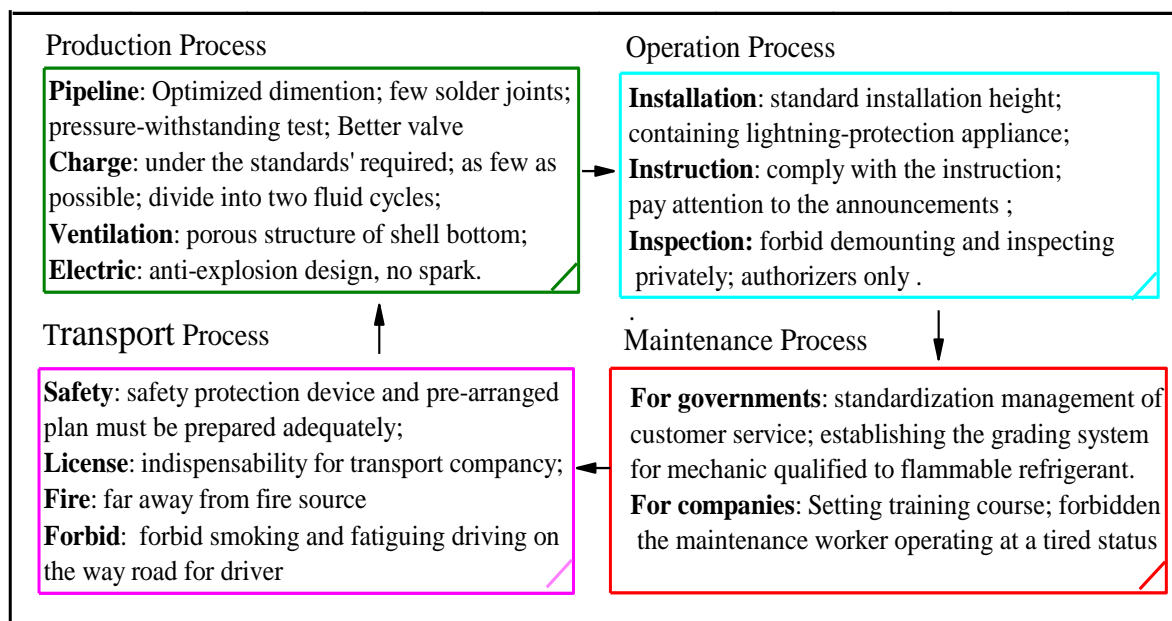 Production Process
Pipeline: Optimized dimention; few solder joints;
pressure-withstanding test; Better valve
Charge: under the standards' required; as few as
possible; divide into two fluid cycles;
Ventilation: porous structure of shell bottom;
Electric: anti-explosion design, no spark.
Operation Process
Installation: standard installation height;
containing lightning-protection appliance;
Instruction: comply with the instruction;
pay attention to the announcements ;
Inspection: forbid demounting and inspecting
privately; authorizers only .
.
Transport Process
Safety: safety protection device and pre-arranged
plan must be prepared adequately;
License: indispensability for transport compancy;
Fire: far away from fire source
Forbid: forbid smoking and fatiguing driving on
the way road for driver
Maintenance Process
For governments: standardization management of
customer service; establishing the grading system
for mechanic qualified to flammable refrigerant.
For companies: Setting training course; forbidden
the maintenance worker operating at a tired status